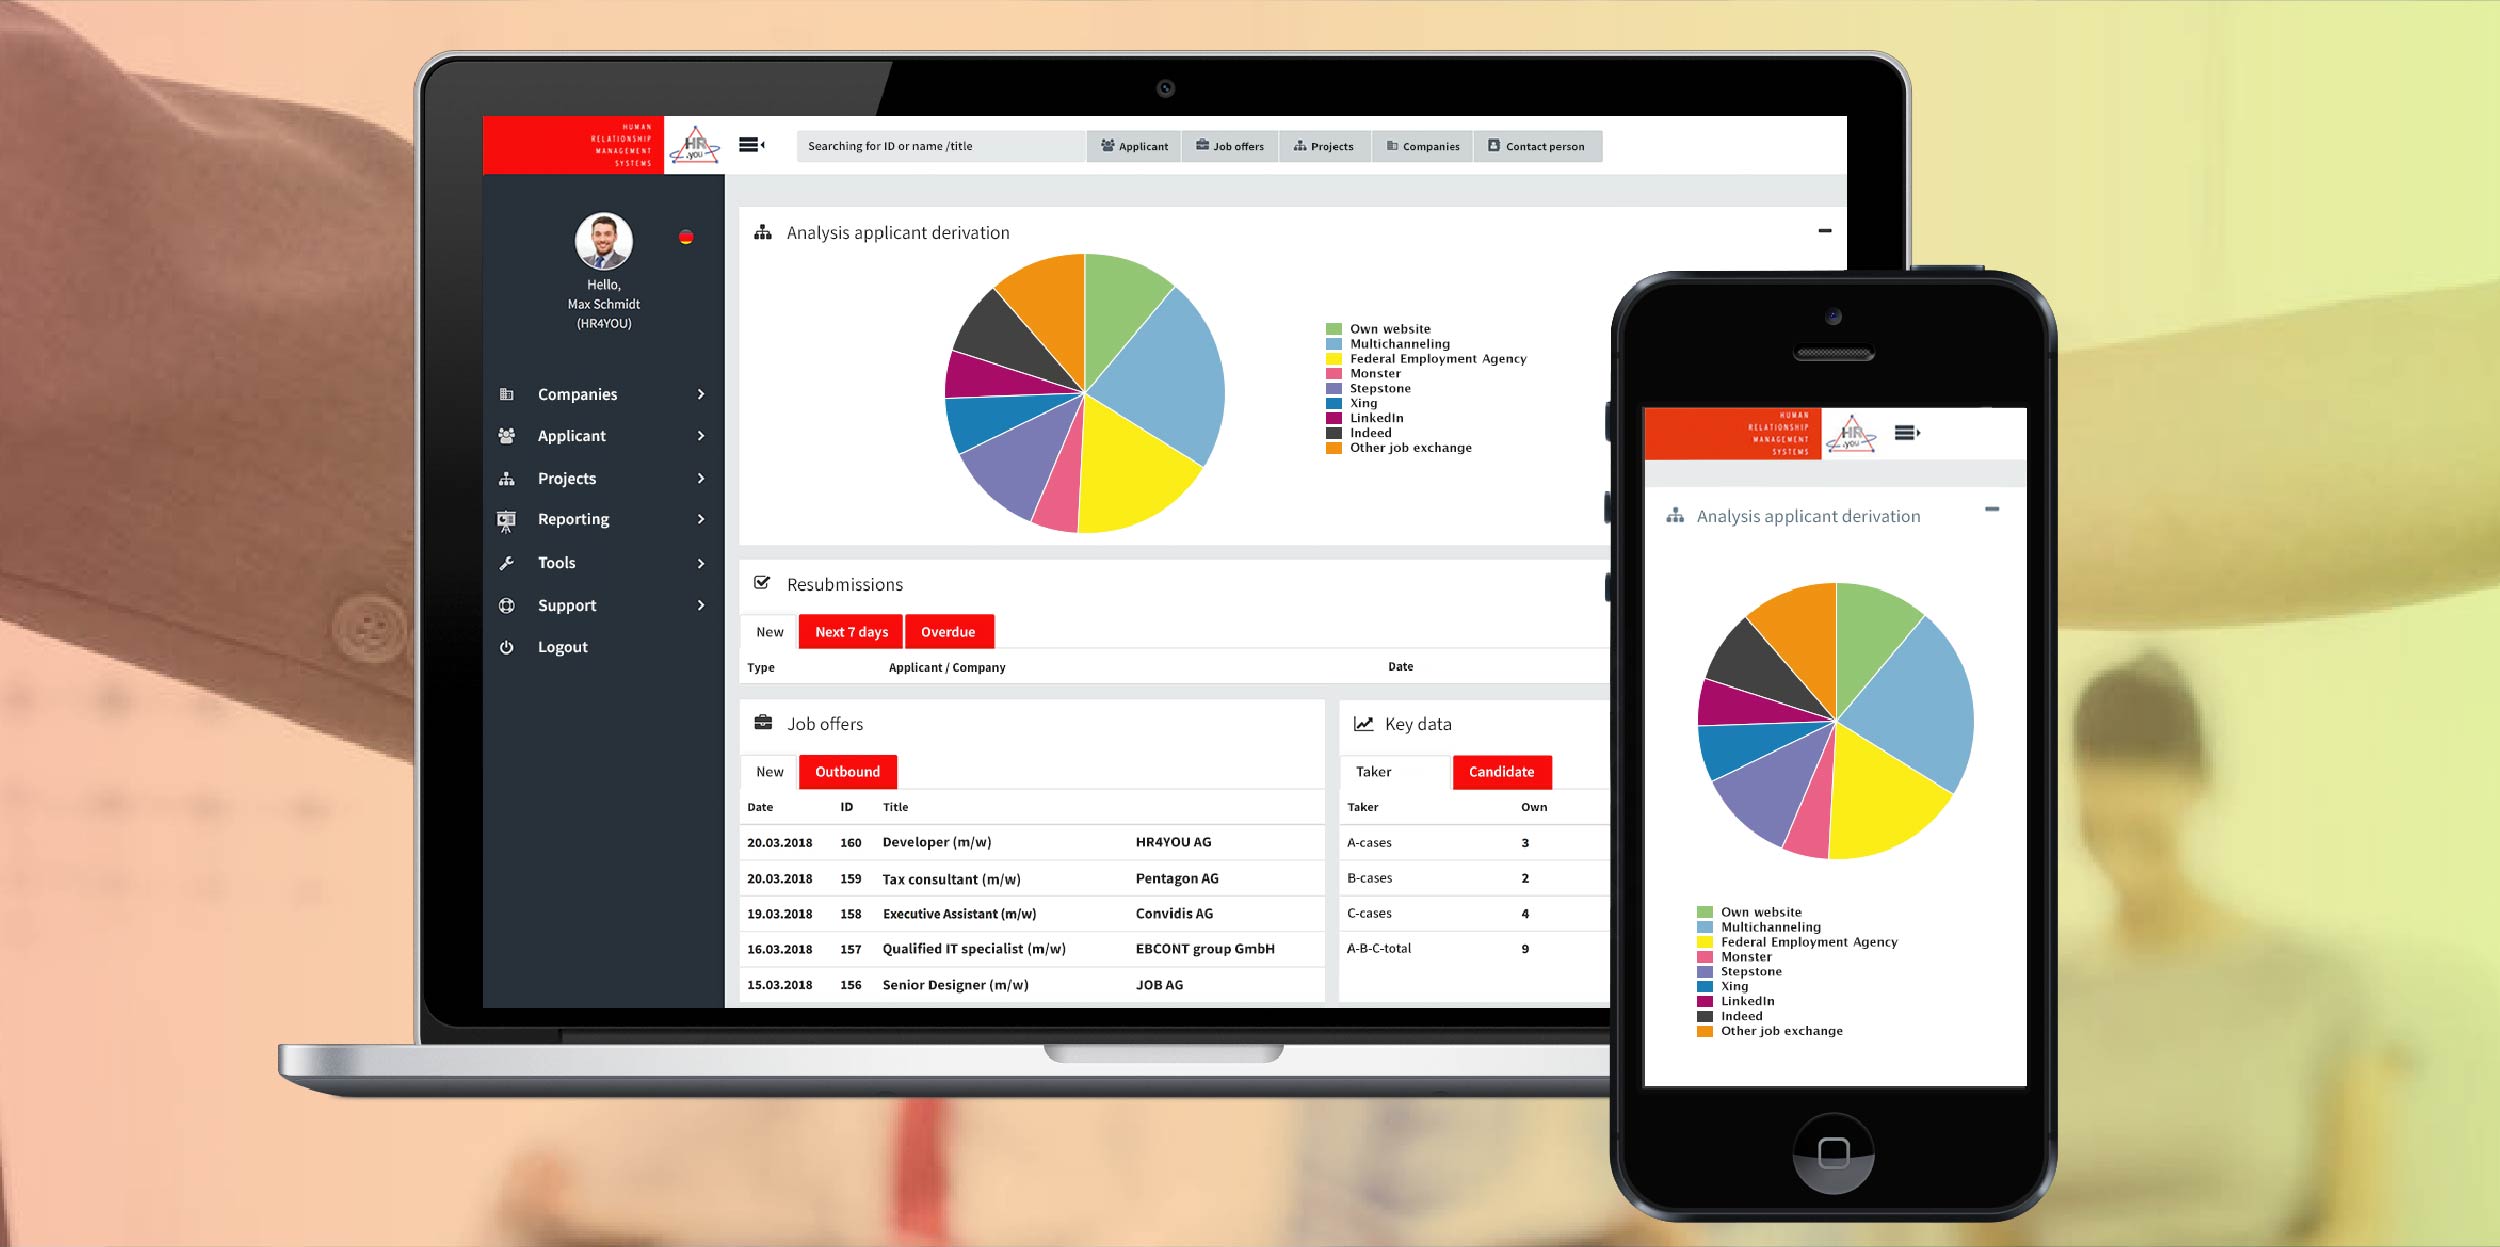 HUMAN
RELATIONSHIP
MANAGEMENT
SYSTEMS
HR
4YOU
Searching for ID or name /title
Applicant
Job offers
Projects
Companies
Contact person
Hello,
Max Schmidt
(HR4YOU)
Companies
Applicant
Projects
Reporting
Tools
Support
Logout
Analysis applicant derivation
Own website
Multichanneling
Federal Employment Agency
Monster
Stepstone
Xing
LinkedIn
Indeed
Other job exchange
Resubmissions
New Next 7 days Overdue
Type Applicant / Company Date
Job offers
New Outbound
Date ID Title
20.03.2018 160 Developer (m/w) HR4YOU AG
20.03.2018 159 Tax consultant (m/w) Pentagon AG
19.03.2018 158 Executive Assistant (m/w) Convidis AG
16.03.2018 157 Qualified IT specialist (m/w) EBCONT group GmbH
15.03.2018 156 Senior Designer (m/w) JOB AG
Key data
Taker Candidate
Taker Own
A-cases 3
B-cases 2
C-cases 4
A-B-C-total 9
HUMAN
RELATIONSHIP
MANAGEMENT
SYSTEMS
HR
4YOU
Analysis applicant derivation
Own website
Multichanneling
Federal Employment Agency
Monster
Stepstone
Xing
LinkedIn
Indeed
Other job exchange